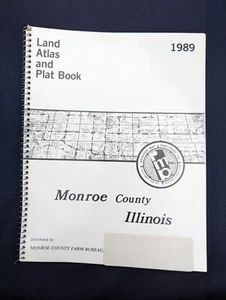 Land
Atlas
and
Plat Book
1989
Monroe County
Illinois
Distributed by
MONROE COUNTY FARM BUREAU,